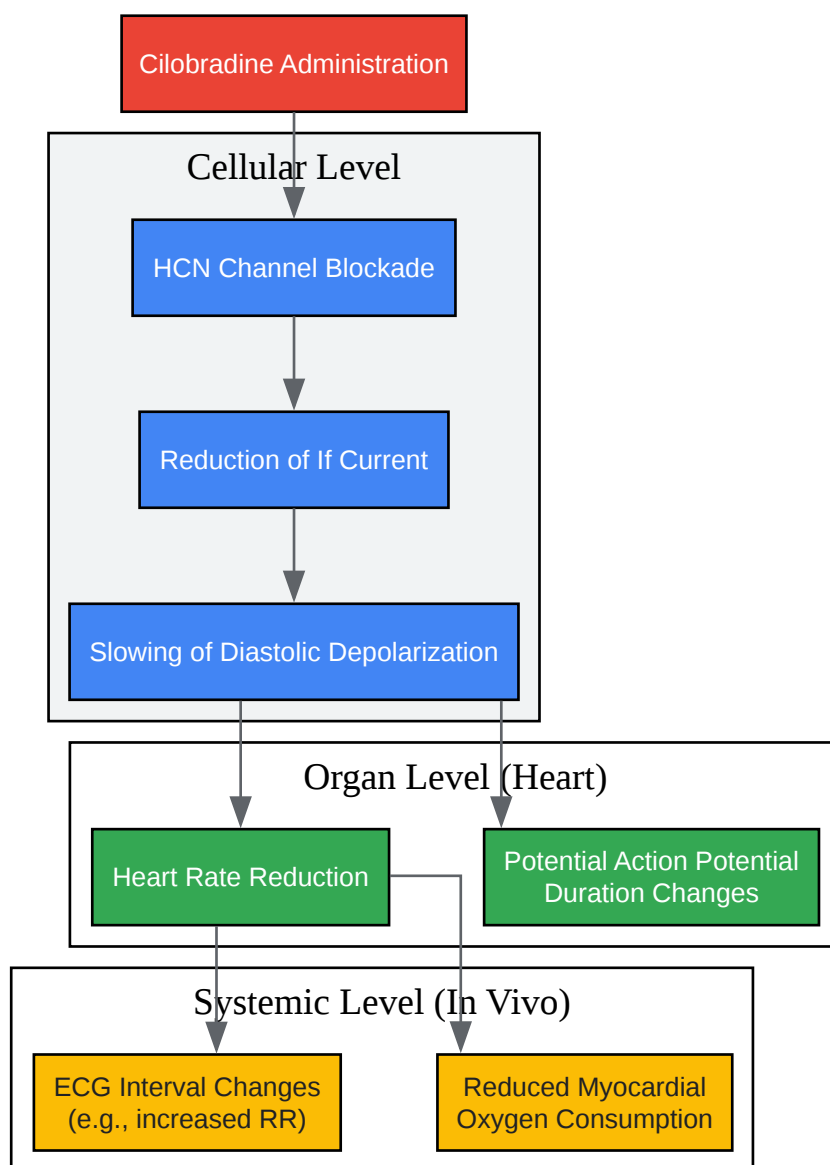 Cilobradine Administration
Cellular Level
HCN Channel Blockade
Reduction of If Current
Slowing of Diastolic Depolarization
Organ Level (Heart)
Heart Rate Reduction
Potential Action Potential
Duration Changes
Systemic Level (In Vivo)
ECG Interval Changes
(e.g., increased RR)
Reduced Myocardial
Oxygen Consumption